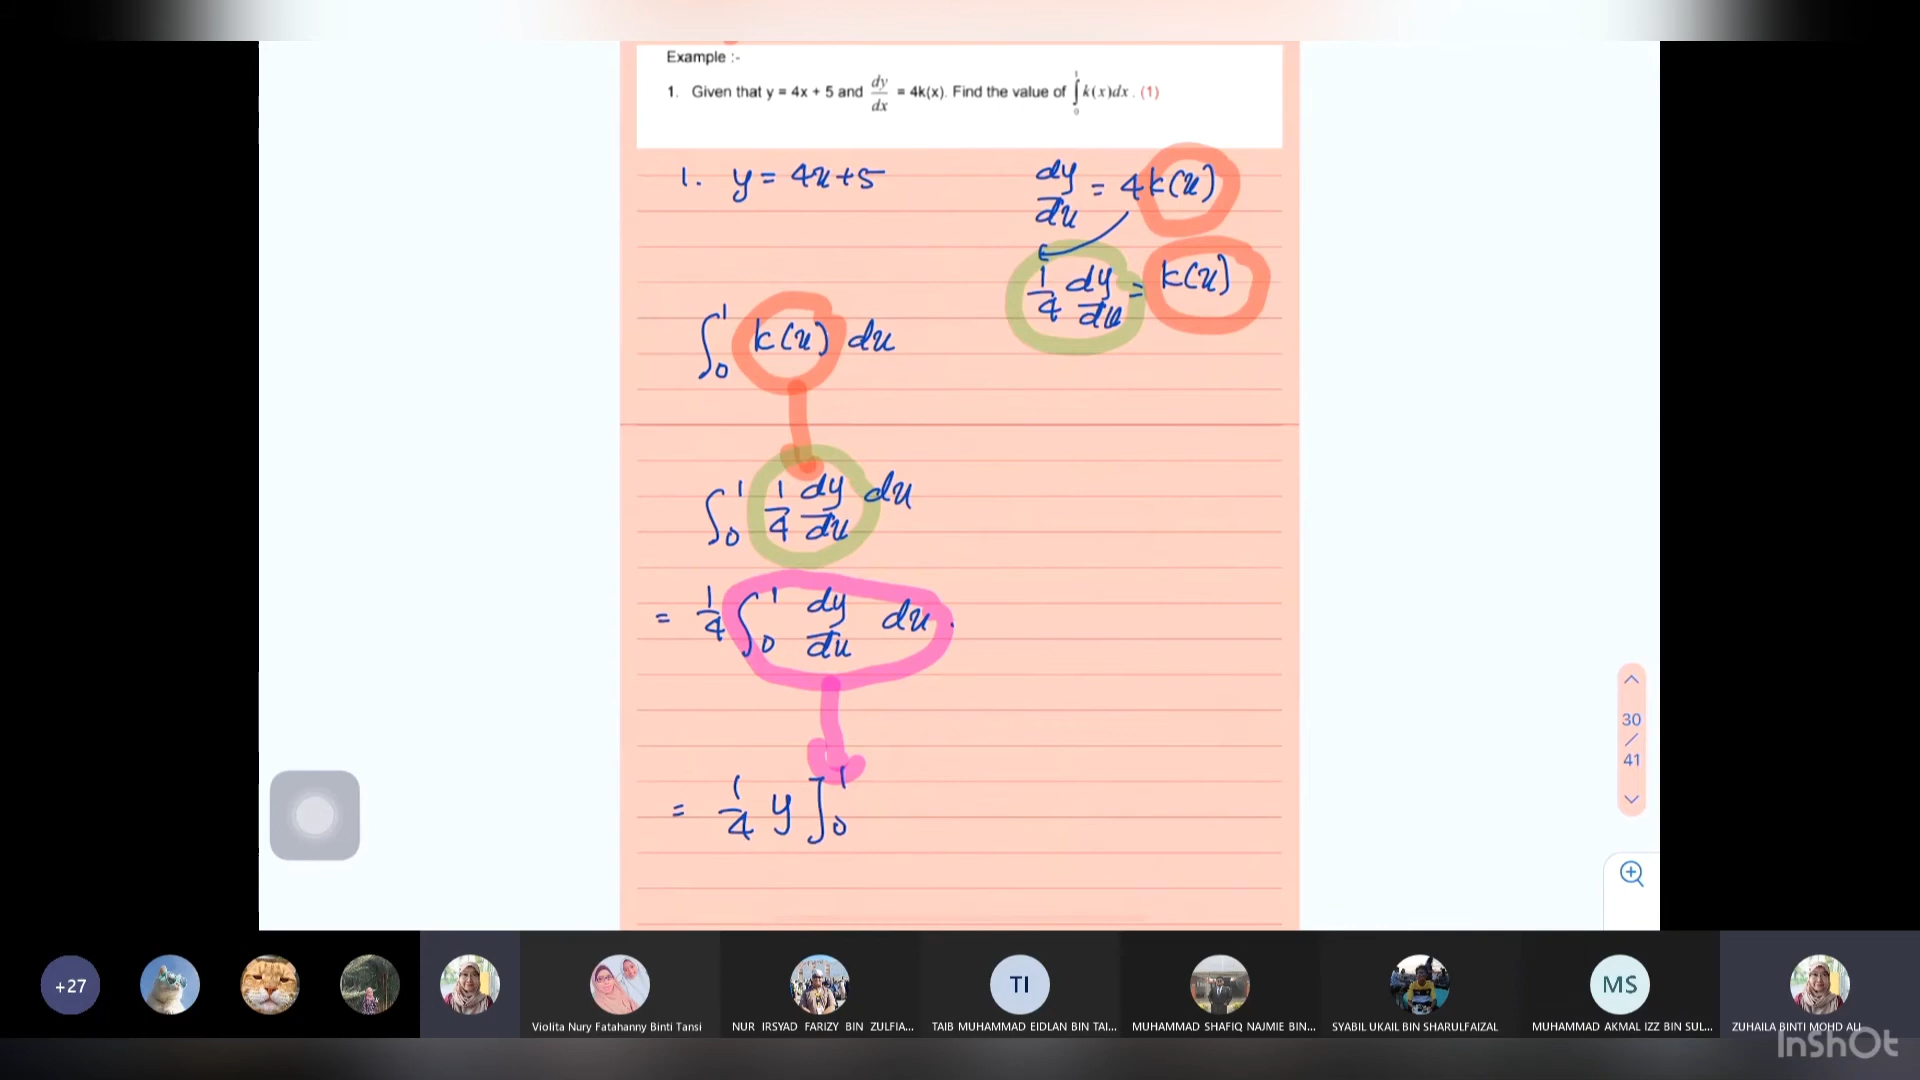 Example :-
1. Given that y = 4x + 5 and dy/dx = 4k(x). Find the value of ∫₀¹ k(x)dx . (1)
1. y = 4x+5
dy/dx = 4k(x)
1/4 dy/dx = k(x)
∫₀¹ k(x) dx
∫₀¹ 1/4 dy/dx dx
= 1/4 ∫₀¹ dy/dx dx .
= 1/4 y ]₀¹
30
/
41
+27
TI
MS
Violita Nury Fatahanny Binti Tansi
NUR IRSYAD FARIZY BIN ZULFIA...
TAIB MUHAMMAD EIDLAN BIN TAI...
MUHAMMAD SHAFIQ NAJMIE BIN...
SYABIL UKAIL BIN SHARULFAIZAL
MUHAMMAD AKMAL IZZ BIN SUL...
ZUHAILA BINTI MOHD ALI
InShOt